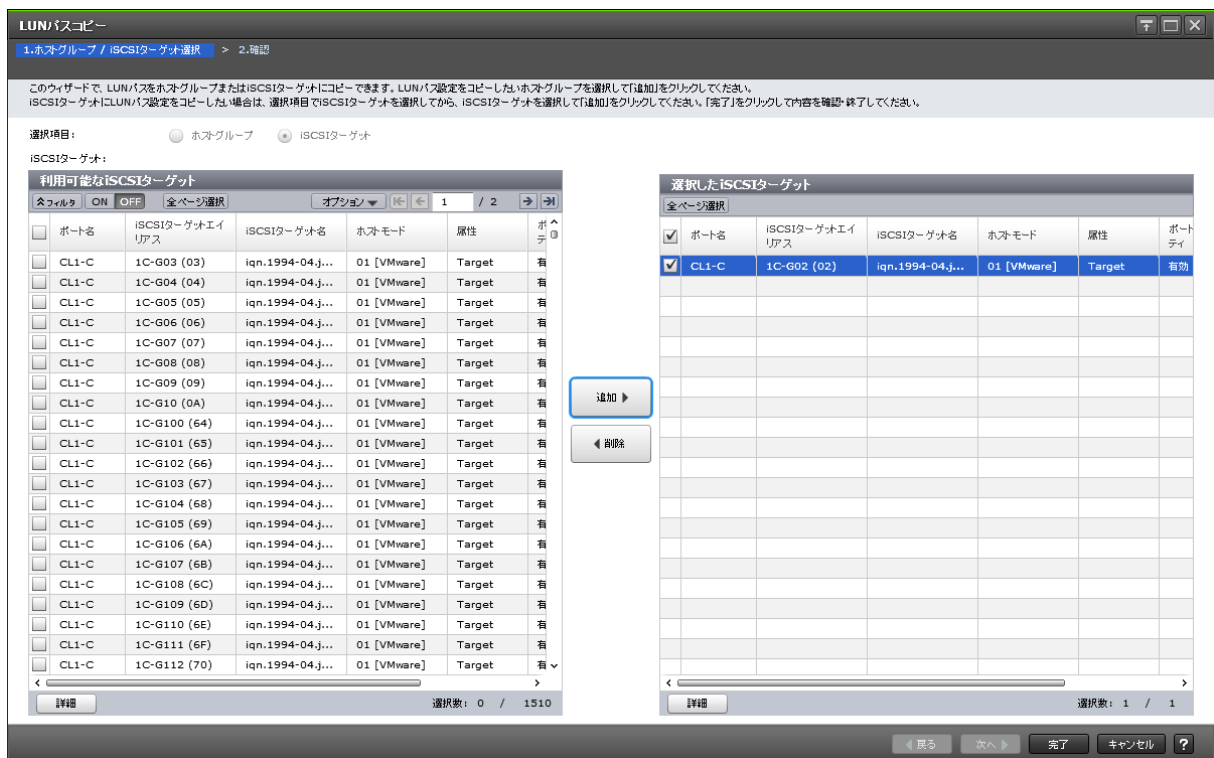 LUNパスコピー
1.ホストグループ / iSCSIターゲット選択 > 2.確認
このウィザードで、LUNパスをホストグループまたはiSCSIターゲットにコピーできます。LUNパス設定をコピーしたいホストグループを選択して「追加」をクリックしてください。
iSCSIターゲットにLUNパス設定をコピーしたい場合は、選択項目でiSCSIターゲットを選択してから、iSCSIターゲットを選択して「追加」をクリックしてください。「完了」をクリックして内容を確認・終了してください。
選択項目: ホストグループ iSCSIターゲット
iSCSIターゲット:
利用可能なiSCSIターゲット
フィルタ ON OFF 全ページ選択 オプション 1 / 2
ポート名 iSCSIターゲットエイリアス iSCSIターゲット名 ホストモード 属性 ポ テ
CL1-C 1C-G03 (03) iqn.1994-04.j... 01 [VMware] Target 有
CL1-C 1C-G04 (04) iqn.1994-04.j... 01 [VMware] Target 有
CL1-C 1C-G05 (05) iqn.1994-04.j... 01 [VMware] Target 有
CL1-C 1C-G06 (06) iqn.1994-04.j... 01 [VMware] Target 有
CL1-C 1C-G07 (07) iqn.1994-04.j... 01 [VMware] Target 有
CL1-C 1C-G08 (08) iqn.1994-04.j... 01 [VMware] Target 有
CL1-C 1C-G09 (09) iqn.1994-04.j... 01 [VMware] Target 有
CL1-C 1C-G10 (0A) iqn.1994-04.j... 01 [VMware] Target 有
CL1-C 1C-G100 (64) iqn.1994-04.j... 01 [VMware] Target 有
CL1-C 1C-G101 (65) iqn.1994-04.j... 01 [VMware] Target 有
CL1-C 1C-G102 (66) iqn.1994-04.j... 01 [VMware] Target 有
CL1-C 1C-G103 (67) iqn.1994-04.j... 01 [VMware] Target 有
CL1-C 1C-G104 (68) iqn.1994-04.j... 01 [VMware] Target 有
CL1-C 1C-G105 (69) iqn.1994-04.j... 01 [VMware] Target 有
CL1-C 1C-G106 (6A) iqn.1994-04.j... 01 [VMware] Target 有
CL1-C 1C-G107 (6B) iqn.1994-04.j... 01 [VMware] Target 有
CL1-C 1C-G108 (6C) iqn.1994-04.j... 01 [VMware] Target 有
CL1-C 1C-G109 (6D) iqn.1994-04.j... 01 [VMware] Target 有
CL1-C 1C-G110 (6E) iqn.1994-04.j... 01 [VMware] Target 有
CL1-C 1C-G111 (6F) iqn.1994-04.j... 01 [VMware] Target 有
CL1-C 1C-G112 (70) iqn.1994-04.j... 01 [VMware] Target 有
詳細 選択数: 0 / 1510
追加
削除
選択したiSCSIターゲット
全ページ選択
ポート名 iSCSIターゲットエイリアス iSCSIターゲット名 ホストモード 属性 ポート ティ
CL1-C 1C-G02 (02) iqn.1994-04.j... 01 [VMware] Target 有効
詳細 選択数: 1 / 1
戻る 次へ 完了 キャンセル ?